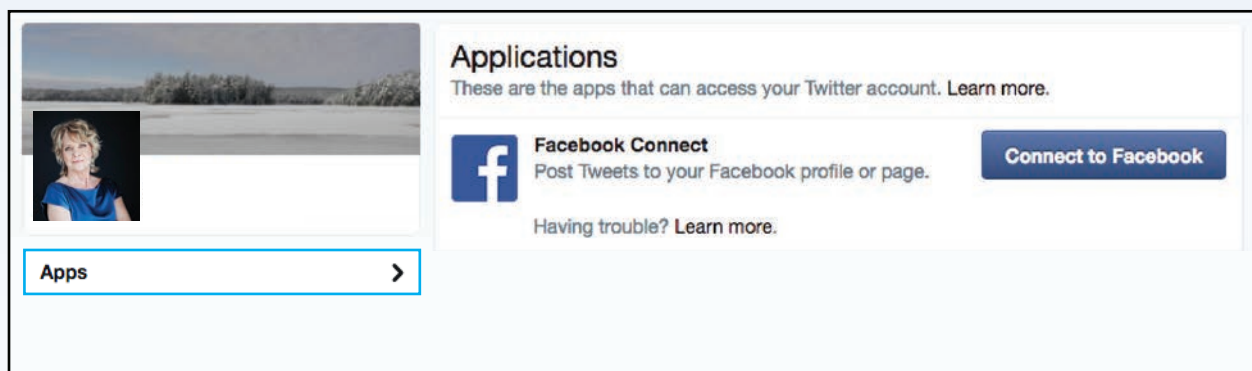 Applications
These are the apps that can access your Twitter account. Learn more.
Facebook Connect
Post Tweets to your Facebook profile or page.
Connect to Facebook
Having trouble? Learn more.
Apps